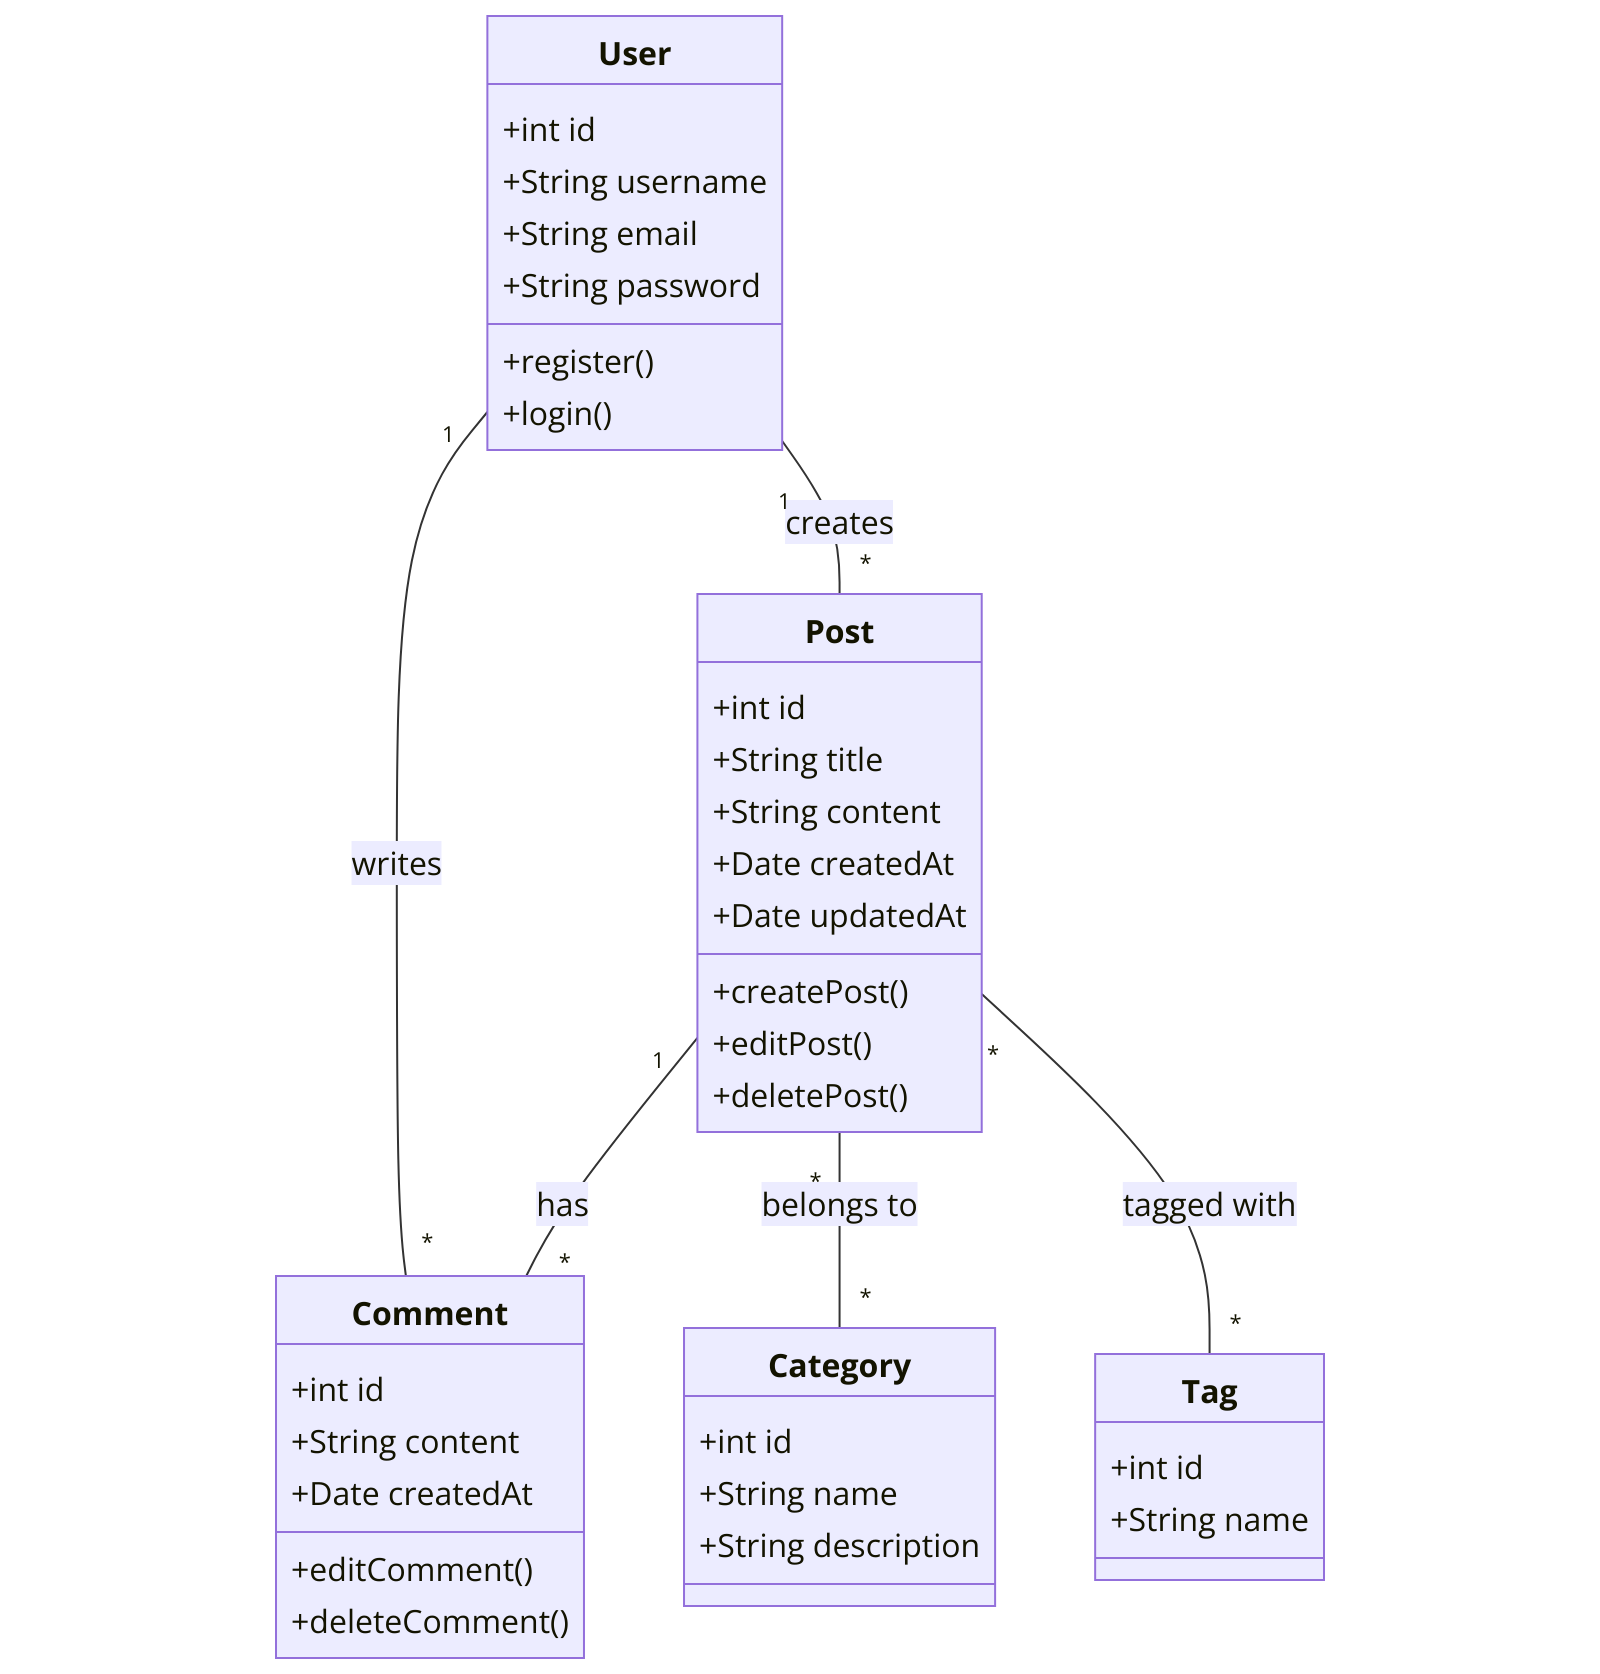 User
+int id
+String username
+String email
+String password
+register()
+login()
1
1
creates
*
Post
+int id
+String title
+String content
+Date createdAt
+Date updatedAt
+createPost()
+editPost()
+deletePost()
writes
1
*
*
has
belongs to
tagged with
*
*
*
*
Comment
+int id
+String content
+Date createdAt
+editComment()
+deleteComment()
Category
+int id
+String name
+String description
Tag
+int id
+String name